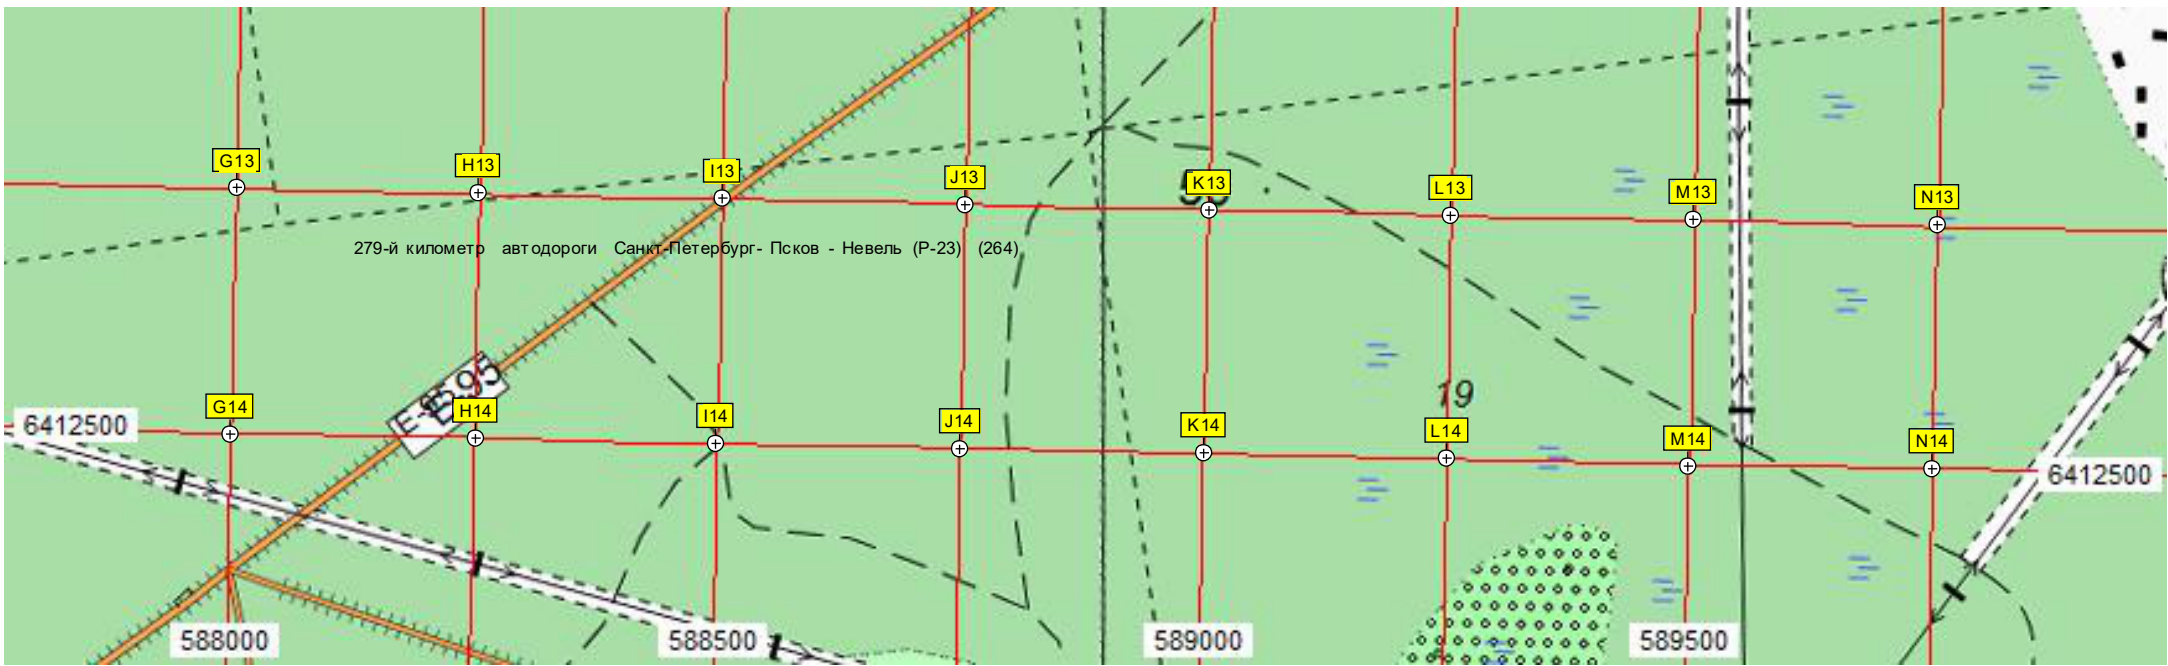 G13
H13
I13
J13
K13
L13
M13
N13
279-й километр автодороги Санкт-Петербург- Псков - Невель (Р-23) (264)
19
G14
H14
I14
J14
K14
L14
M14
N14
6412500
6412500
588000
588500
589000
589500